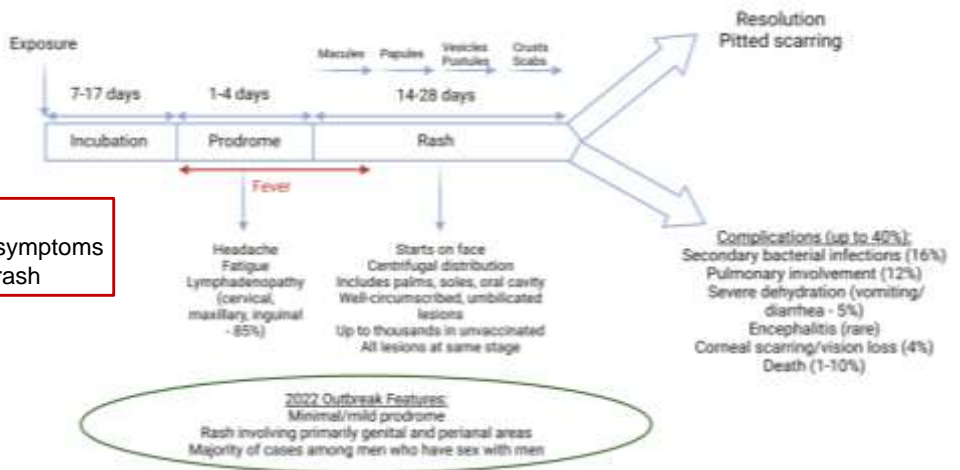 Exposure
7-17 days
1-4 days
14-28 days
Macules
Papules
Vesicles
Pustules
Crusts
Scabs
Incubation
Prodrome
Rash
Fever
symptoms
rash
Headache
Fatigue
Lymphadenopathy
(cervical,
maxillary, inguinal
- 85%)
Starts on face
Centrifugal distribution
Includes palms, soles, oral cavity
Well-circumscribed, umbilicated
lesions
Up to thousands in unvaccinated
All lesions at same stage
Resolution
Pitted scarring
Complications (up to 40%):
Secondary bacterial infections (16%)
Pulmonary involvement (12%)
Severe dehydration (vomiting/
diarrhea - 5%)
Encephalitis (rare)
Corneal scarring/vision loss (4%)
Death (1-10%)
2022 Outbreak Features:
Minimal/mild prodrome
Rash involving primarily genital and perianal areas
Majority of cases among men who have sex with men